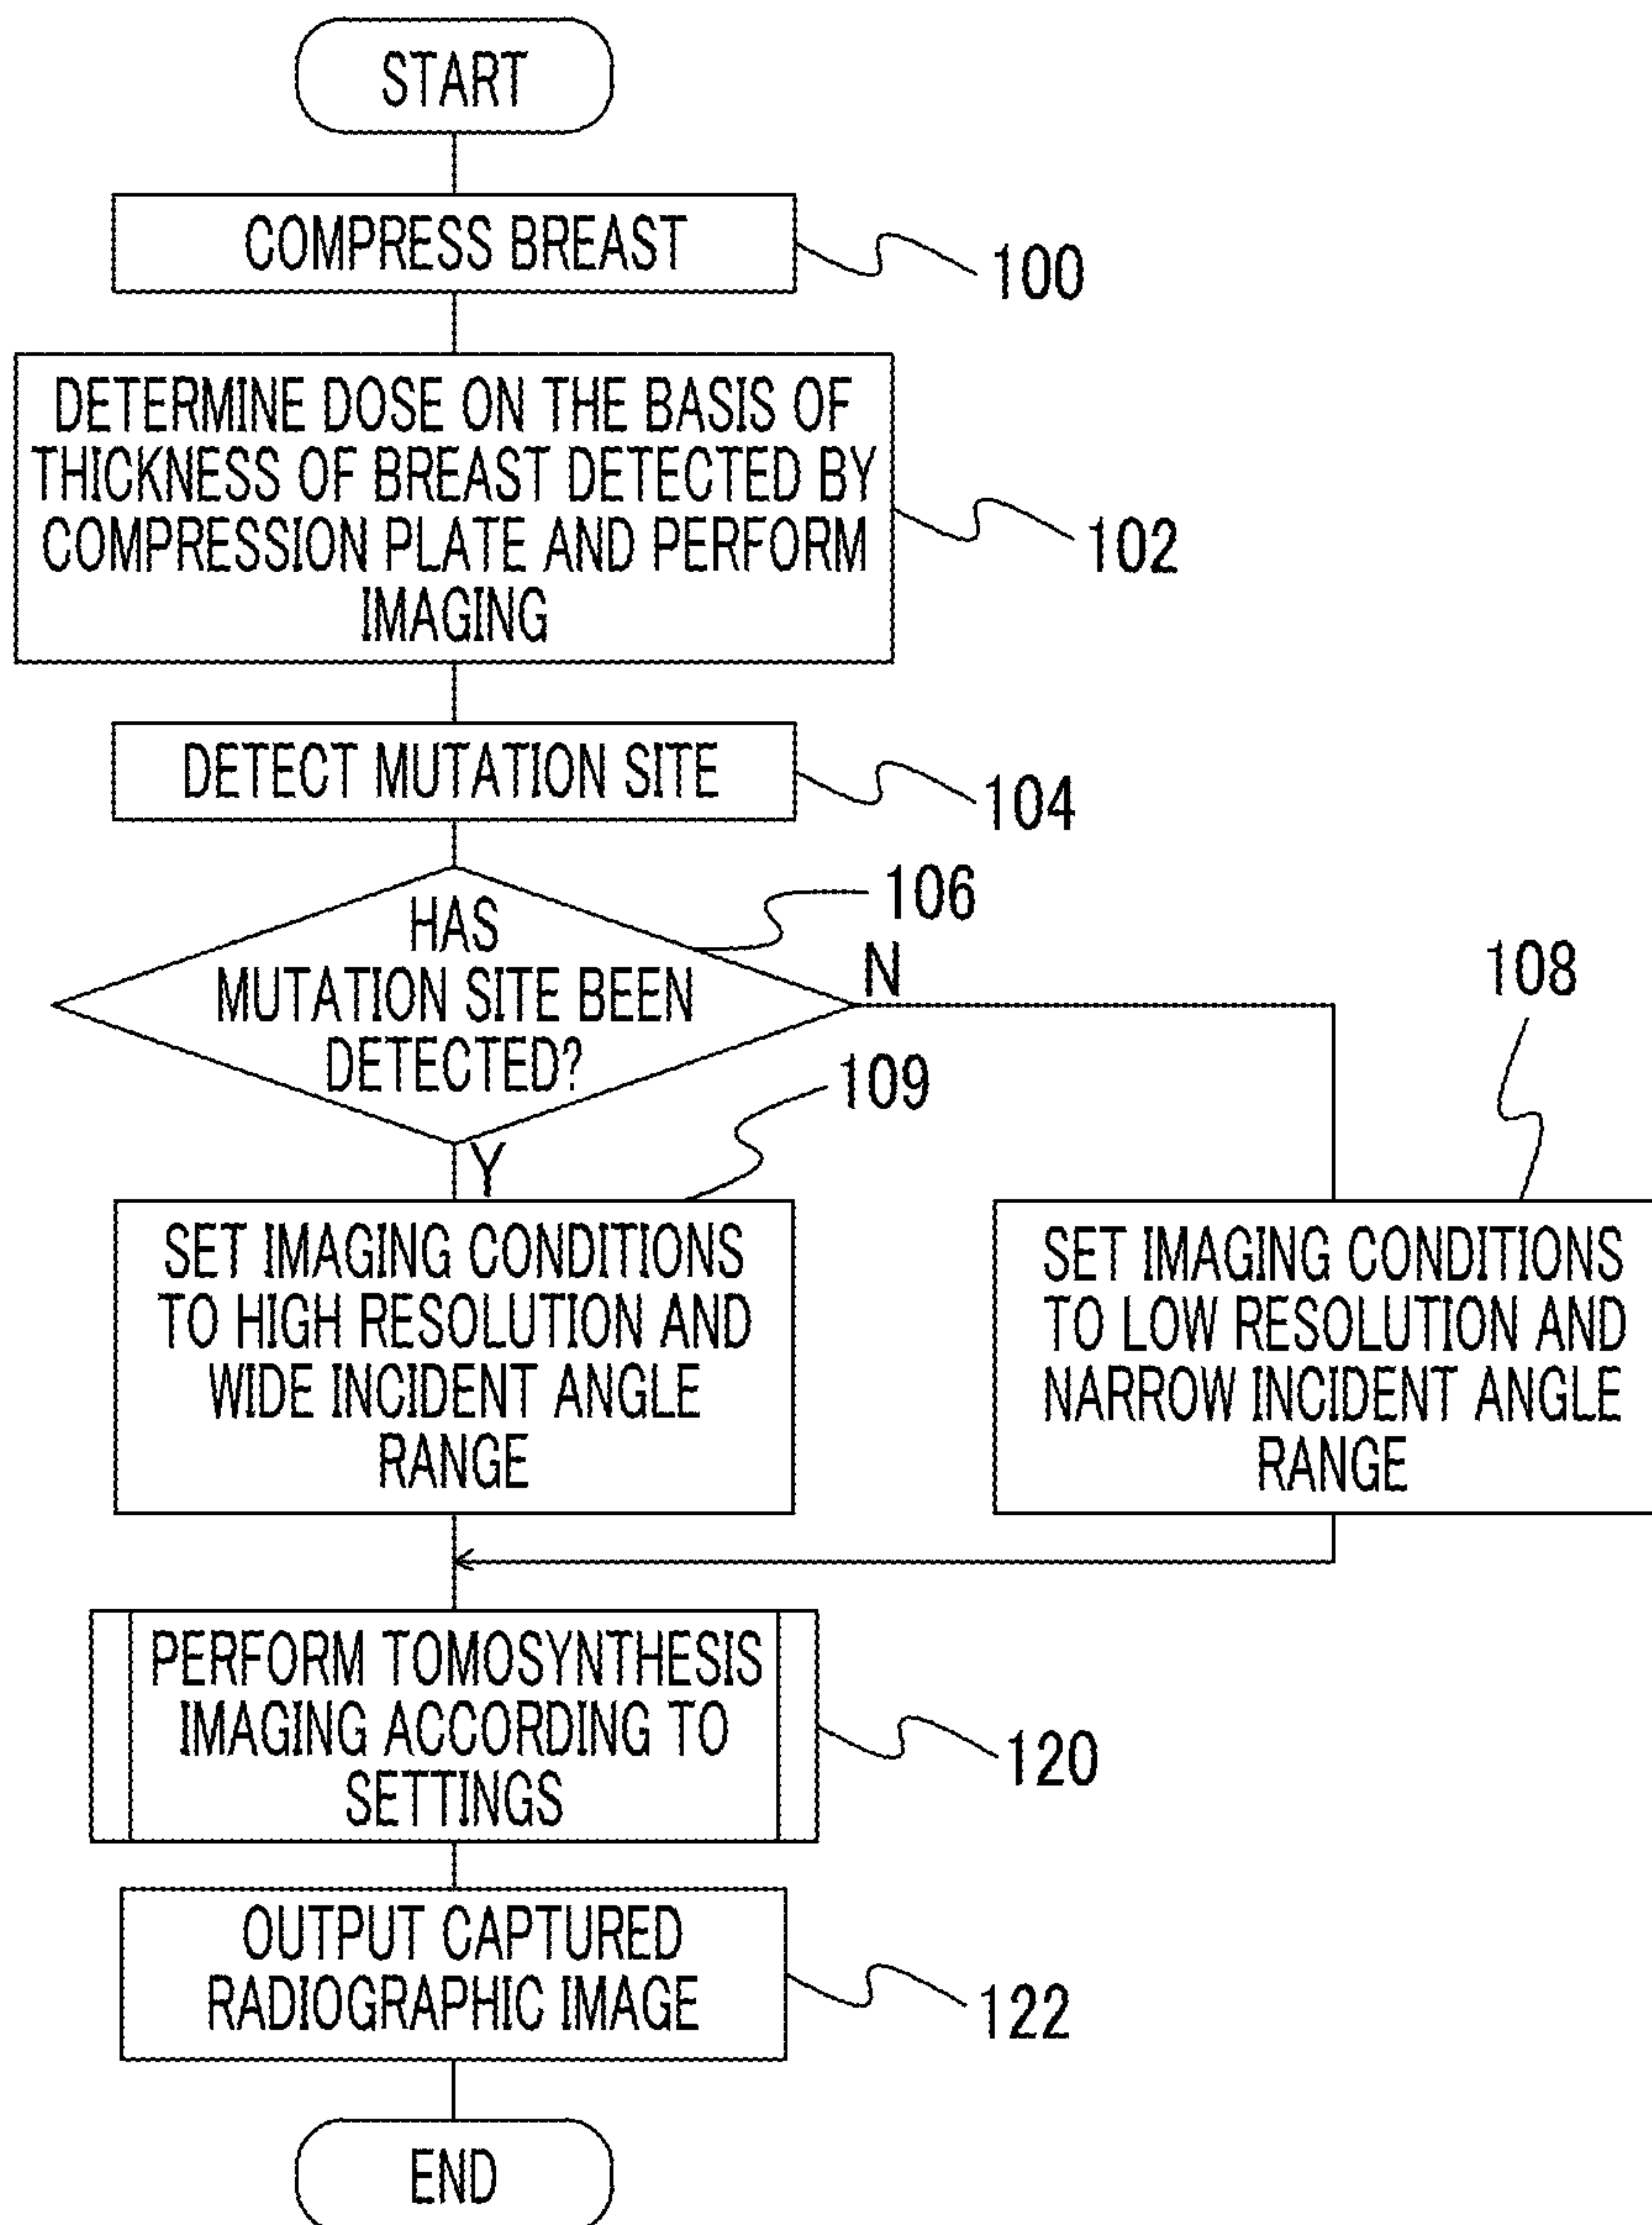 START
COMPRESS BREAST
100
DETERMINE DOSE ON THE BASIS OF
THICKNESS OF BREAST DETECTED BY
COMPRESSION PLATE AND PERFORM
IMAGING
102
DETECT MUTATION SITE
104
HAS
MUTATION SITE BEEN
DETECTED?
106
N
Y
109
SET IMAGING CONDITIONS
TO HIGH RESOLUTION AND
WIDE INCIDENT ANGLE
RANGE
108
SET IMAGING CONDITIONS
TO LOW RESOLUTION AND
NARROW INCIDENT ANGLE
RANGE
PERFORM TOMOSYNTHESIS
IMAGING ACCORDING TO
SETTINGS
120
OUTPUT CAPTURED
RADIOGRAPHIC IMAGE
122
END